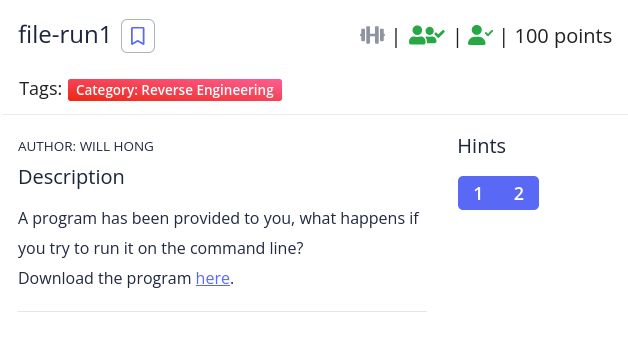 file-run1 | | | 100 points
Tags: Category: Reverse Engineering
AUTHOR: WILL HONG
Description
A program has been provided to you, what happens if
you try to run it on the command line?
Download the program here.
Hints
1 2